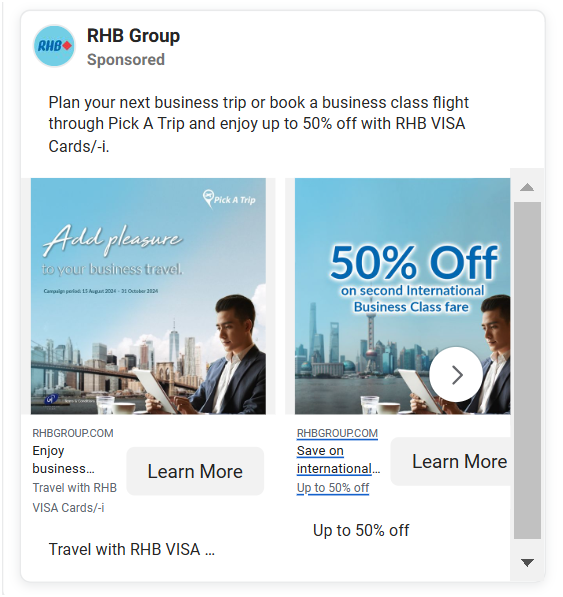 RHB
RHB Group
Sponsored
Plan your next business trip or book a business class flight
through Pick A Trip and enjoy up to 50% off with RHB VISA
Cards/-i.
Pick A Trip
Add pleasure
to your business travel.
Campaign period: 15 August 2024 – 31 October 2024
50% Off
on second International
Business Class fare
RHBGROUP.COM
Enjoy
business...
Travel with RHB
VISA Cards/-i
Learn More
Travel with RHB VISA ...
RHBGROUP.COM
Save on
international...
Up to 50% off
Learn More
Up to 50% off